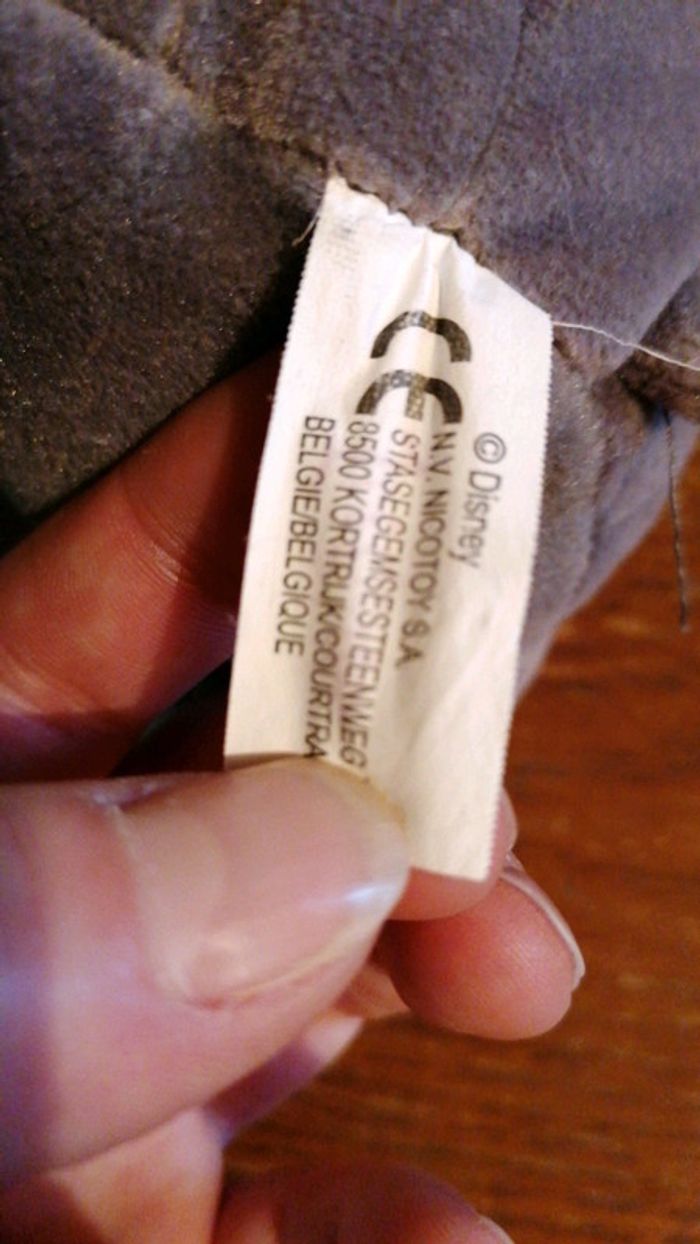 CE
© Disney
N.V. NICOTOY S.A
STASEGEMSESTEENWEG
8500 KORTRIJK/COURTRA
BELGIE/BELGIQUE